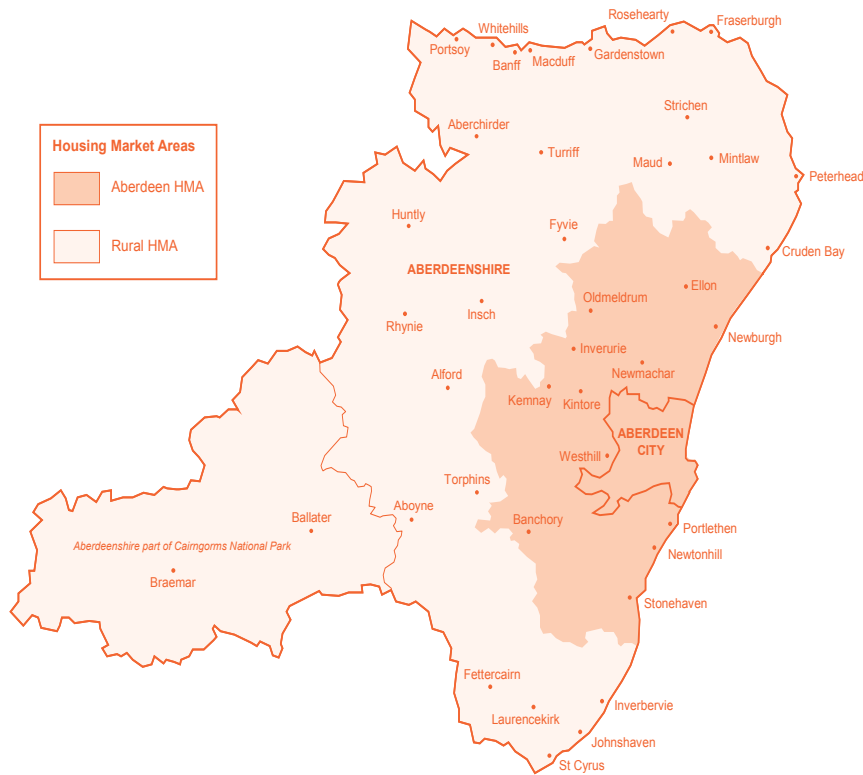 Rosehearty
Fraserburgh
Whitehills
Portsoy
Banff
Macduff
Gardenstown
Strichen
Aberchirder
Turriff
Maud
Mintlaw
Peterhead
Housing Market Areas
Aberdeen HMA
Rural HMA
Huntly
Fyvie
Cruden Bay
ABERDEENSHIRE
Ellon
Oldmeldrum
Insch
Rhynie
Newburgh
Inverurie
Newmachar
Alford
Kemnay
Kintore
ABERDEEN
CITY
Westhill
Torphins
Aboyne
Ballater
Banchory
Portlethen
Aberdeenshire part of Cairngorms National Park
Newtonhill
Braemar
Stonehaven
Fettercairn
Laurencekirk
Inverbervie
Johnshaven
St Cyrus